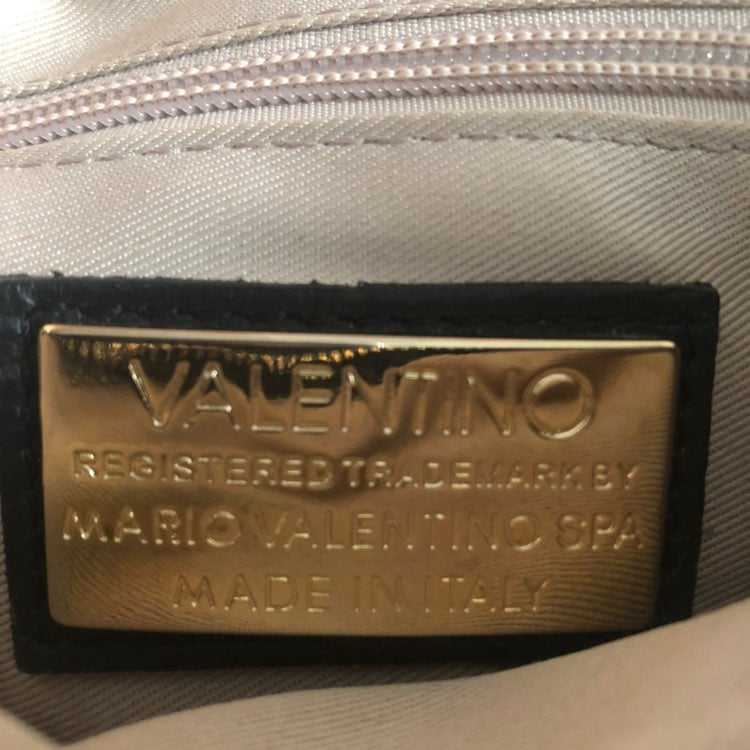 VALENTINO
REGISTERED TRADEMARK BY
MARIO VALENTINO SPA
MADE IN ITALY